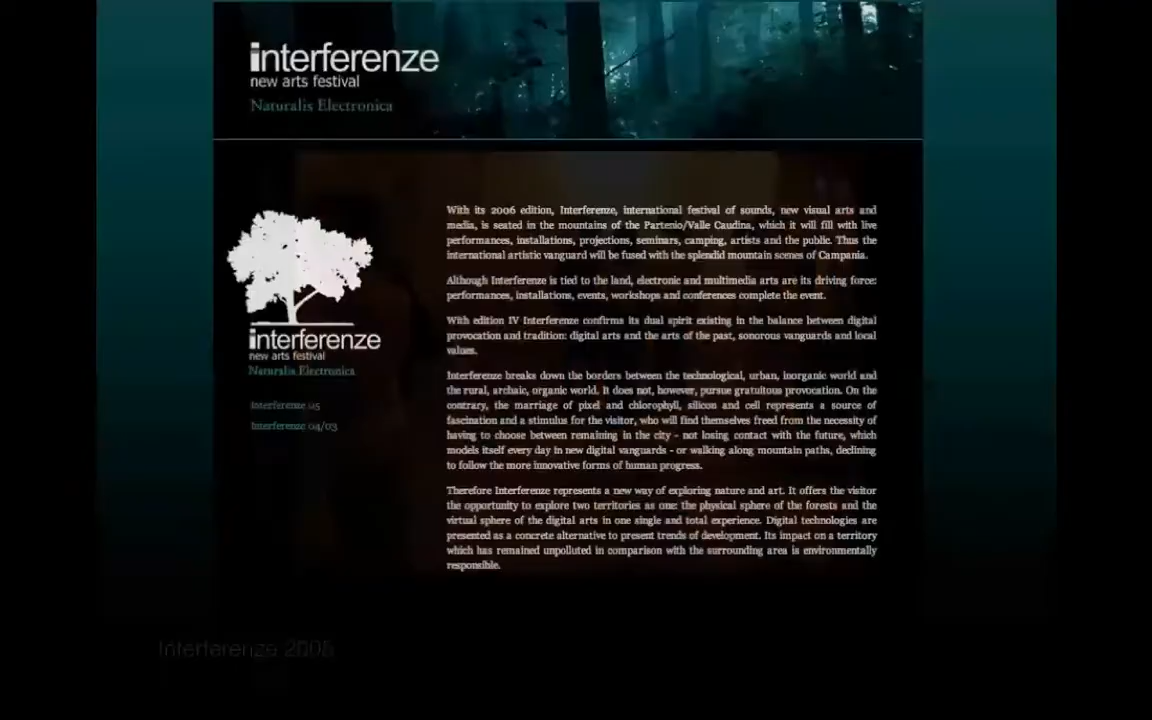 interferenze
new arts festival
Naturalis Electronica
With its 2006 edition, Interferenze, international festival of sounds, new visual arts and
media, is seated in the mountains of the Partenio/Valle Caudina, which it will fill with live
performances, installations, projections, seminars, camping, artists and the public. Thus the
international artistic vanguard will be fused with the splendid mountain scenes of Campania.
Although Interferenze is tied to the land, electronic and multimedia arts are its driving force:
performances, installations, events, workshops and conferences complete the event.
With edition IV Interferenze confirms its dual spirit existing in the balance between digital
provocation and tradition: digital arts and the arts of the past, sonorous vanguards and local
values.
Interferenze breaks down the borders between the technological, urban, inorganic world and
the rural, archaic, organic world. It does not, however, pursue gratuitous provocation. On the
contrary, the marriage of pixel and chlorophyll, silicon and cell represents a source of
fascination and a stimulus for the visitor, who will find themselves freed from the necessity of
having to choose between remaining in the city - not losing contact with the future, which
models itself every day in new digital vanguards - or walking along mountain paths, declining
to follow the more innovative forms of human progress.
Therefore Interferenze represents a new way of exploring nature and art. It offers the visitor
the opportunity to explore two territories as one: the physical sphere of the forests and the
virtual sphere of the digital arts in one single and total experience. Digital technologies are
presented as a concrete alternative to present trends of development. Its impact on a territory
which has remained unpolluted in comparison with the surrounding area is environmentally
responsible.
interferenze
new arts festival
Naturalis Electronica
Interferenze 05
Interferenze 04/03
Interferenze